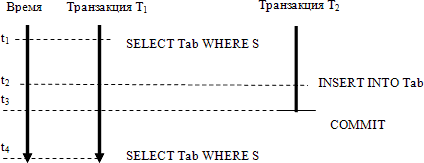 Время Транзакция T1 Транзакция T2
t1
SELECT Tab WHERE S
t2
INSERT INTO Tab
t3
COMMIT
t4
SELECT Tab WHERE S